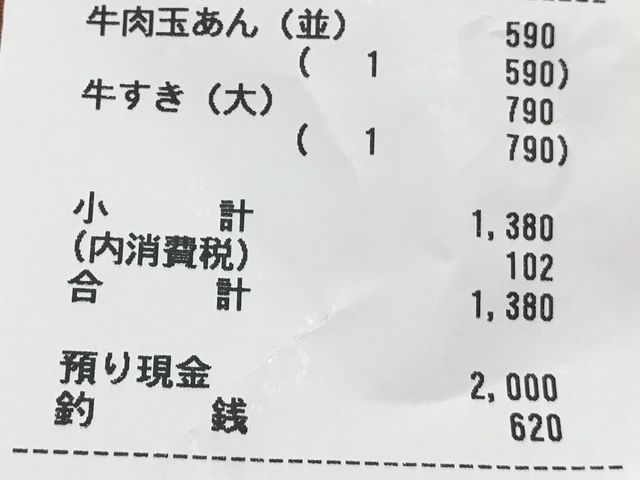 牛肉玉あん（並） 590
( 1 590)
牛すき（大） 790
( 1 790)
小計 1,380
(内消費税) 102
合計 1,380
預り現金 2,000
釣銭 620